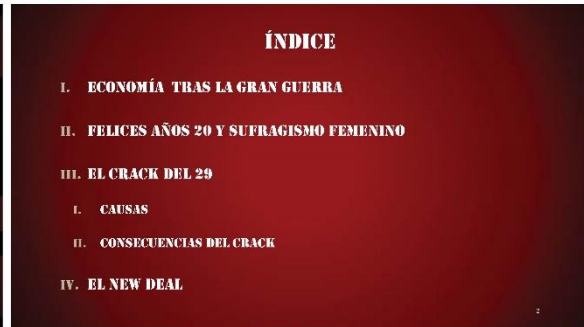 ÍNDICE
I. ECONOMÍA TRAS LA GRAN GUERRA
II. FELICES AÑOS 20 Y SUFRAGISMO FEMENINO
III. EL CRACK DEL 29
I. CAUSAS
II. CONSECUENCIAS DEL CRACK
IV. EL NEW DEAL
2